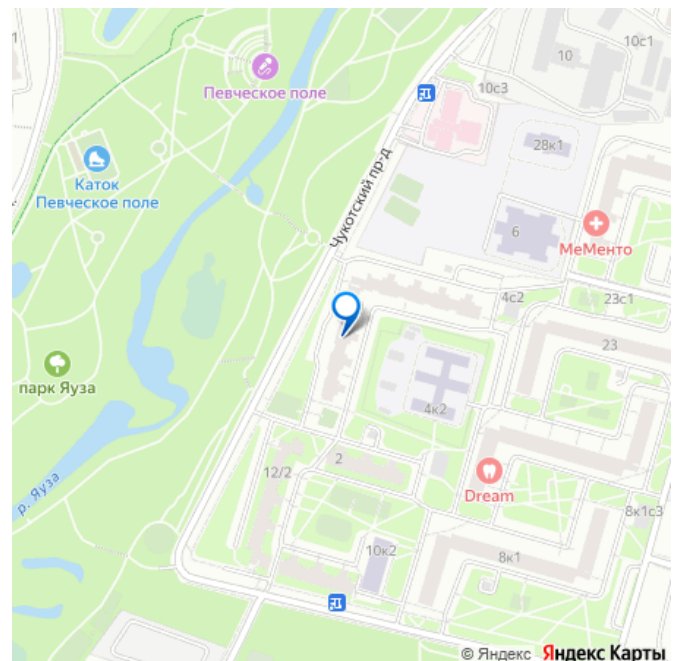 1
10с1
10
Певческое поле
10с3
28к1
Каток
Певческое поле
Чукотский пр-д
6
МеМенто
4с2
23с1
23
парк Яуза
4к2
р. Яуза
2
12/2
Dream
8к1с3
10к2
8к1
© Яндекс Яндекс Карты